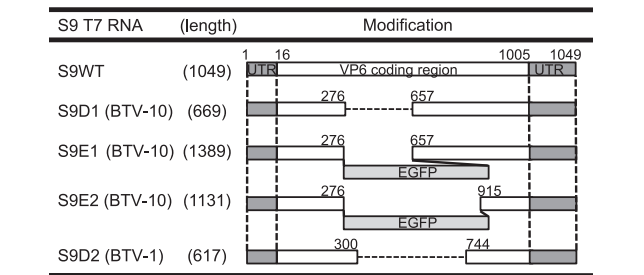 S9 T7 RNA (length) Modification
1 16 1005 1049
S9WT (1049) UTR VP6 coding region UTR
276 657
S9D1 (BTV-10) (669)
276 657
S9E1 (BTV-10) (1389)
EGFP
276 915
S9E2 (BTV-10) (1131)
EGFP
300 744
S9D2 (BTV-1) (617)